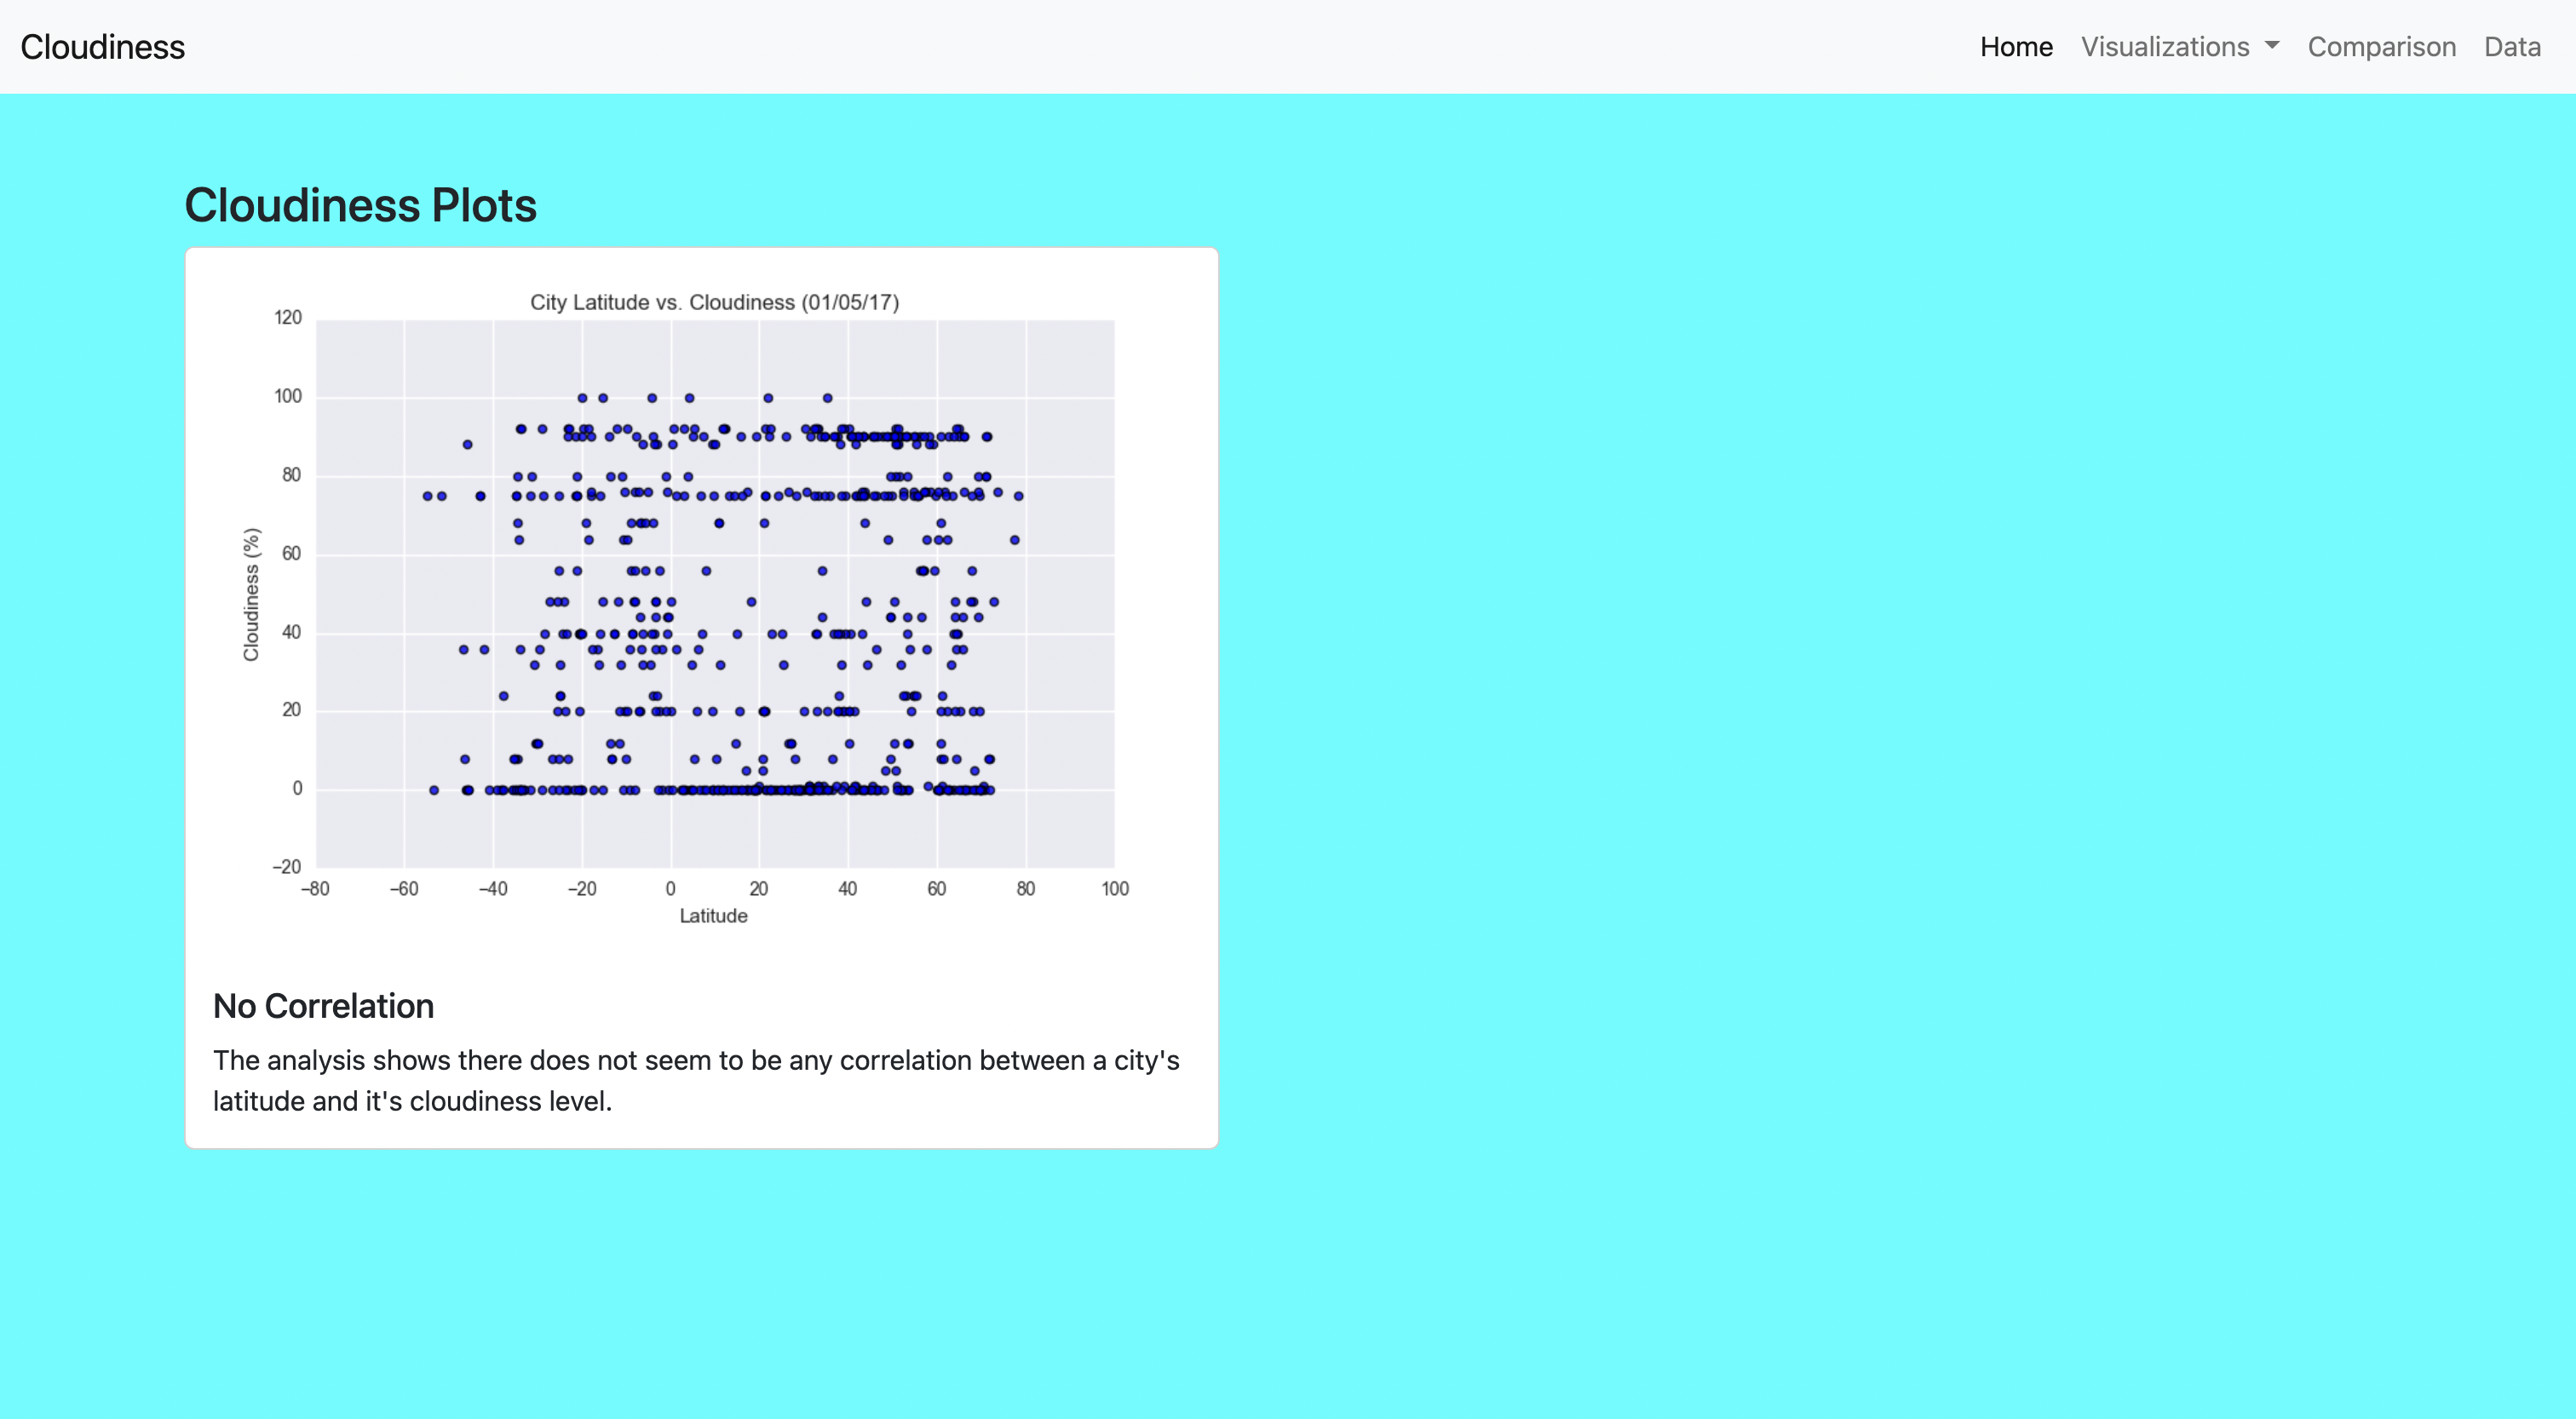 Cloudiness
Home Visualizations Comparison Data
Cloudiness Plots
City Latitude vs. Cloudiness (01/05/17)
120
100
80
60
40
20
0
−20
Cloudiness (%)
−80 −60 −40 −20 0 20 40 60 80 100
Latitude
No Correlation
The analysis shows there does not seem to be any correlation between a city's
latitude and it's cloudiness level.